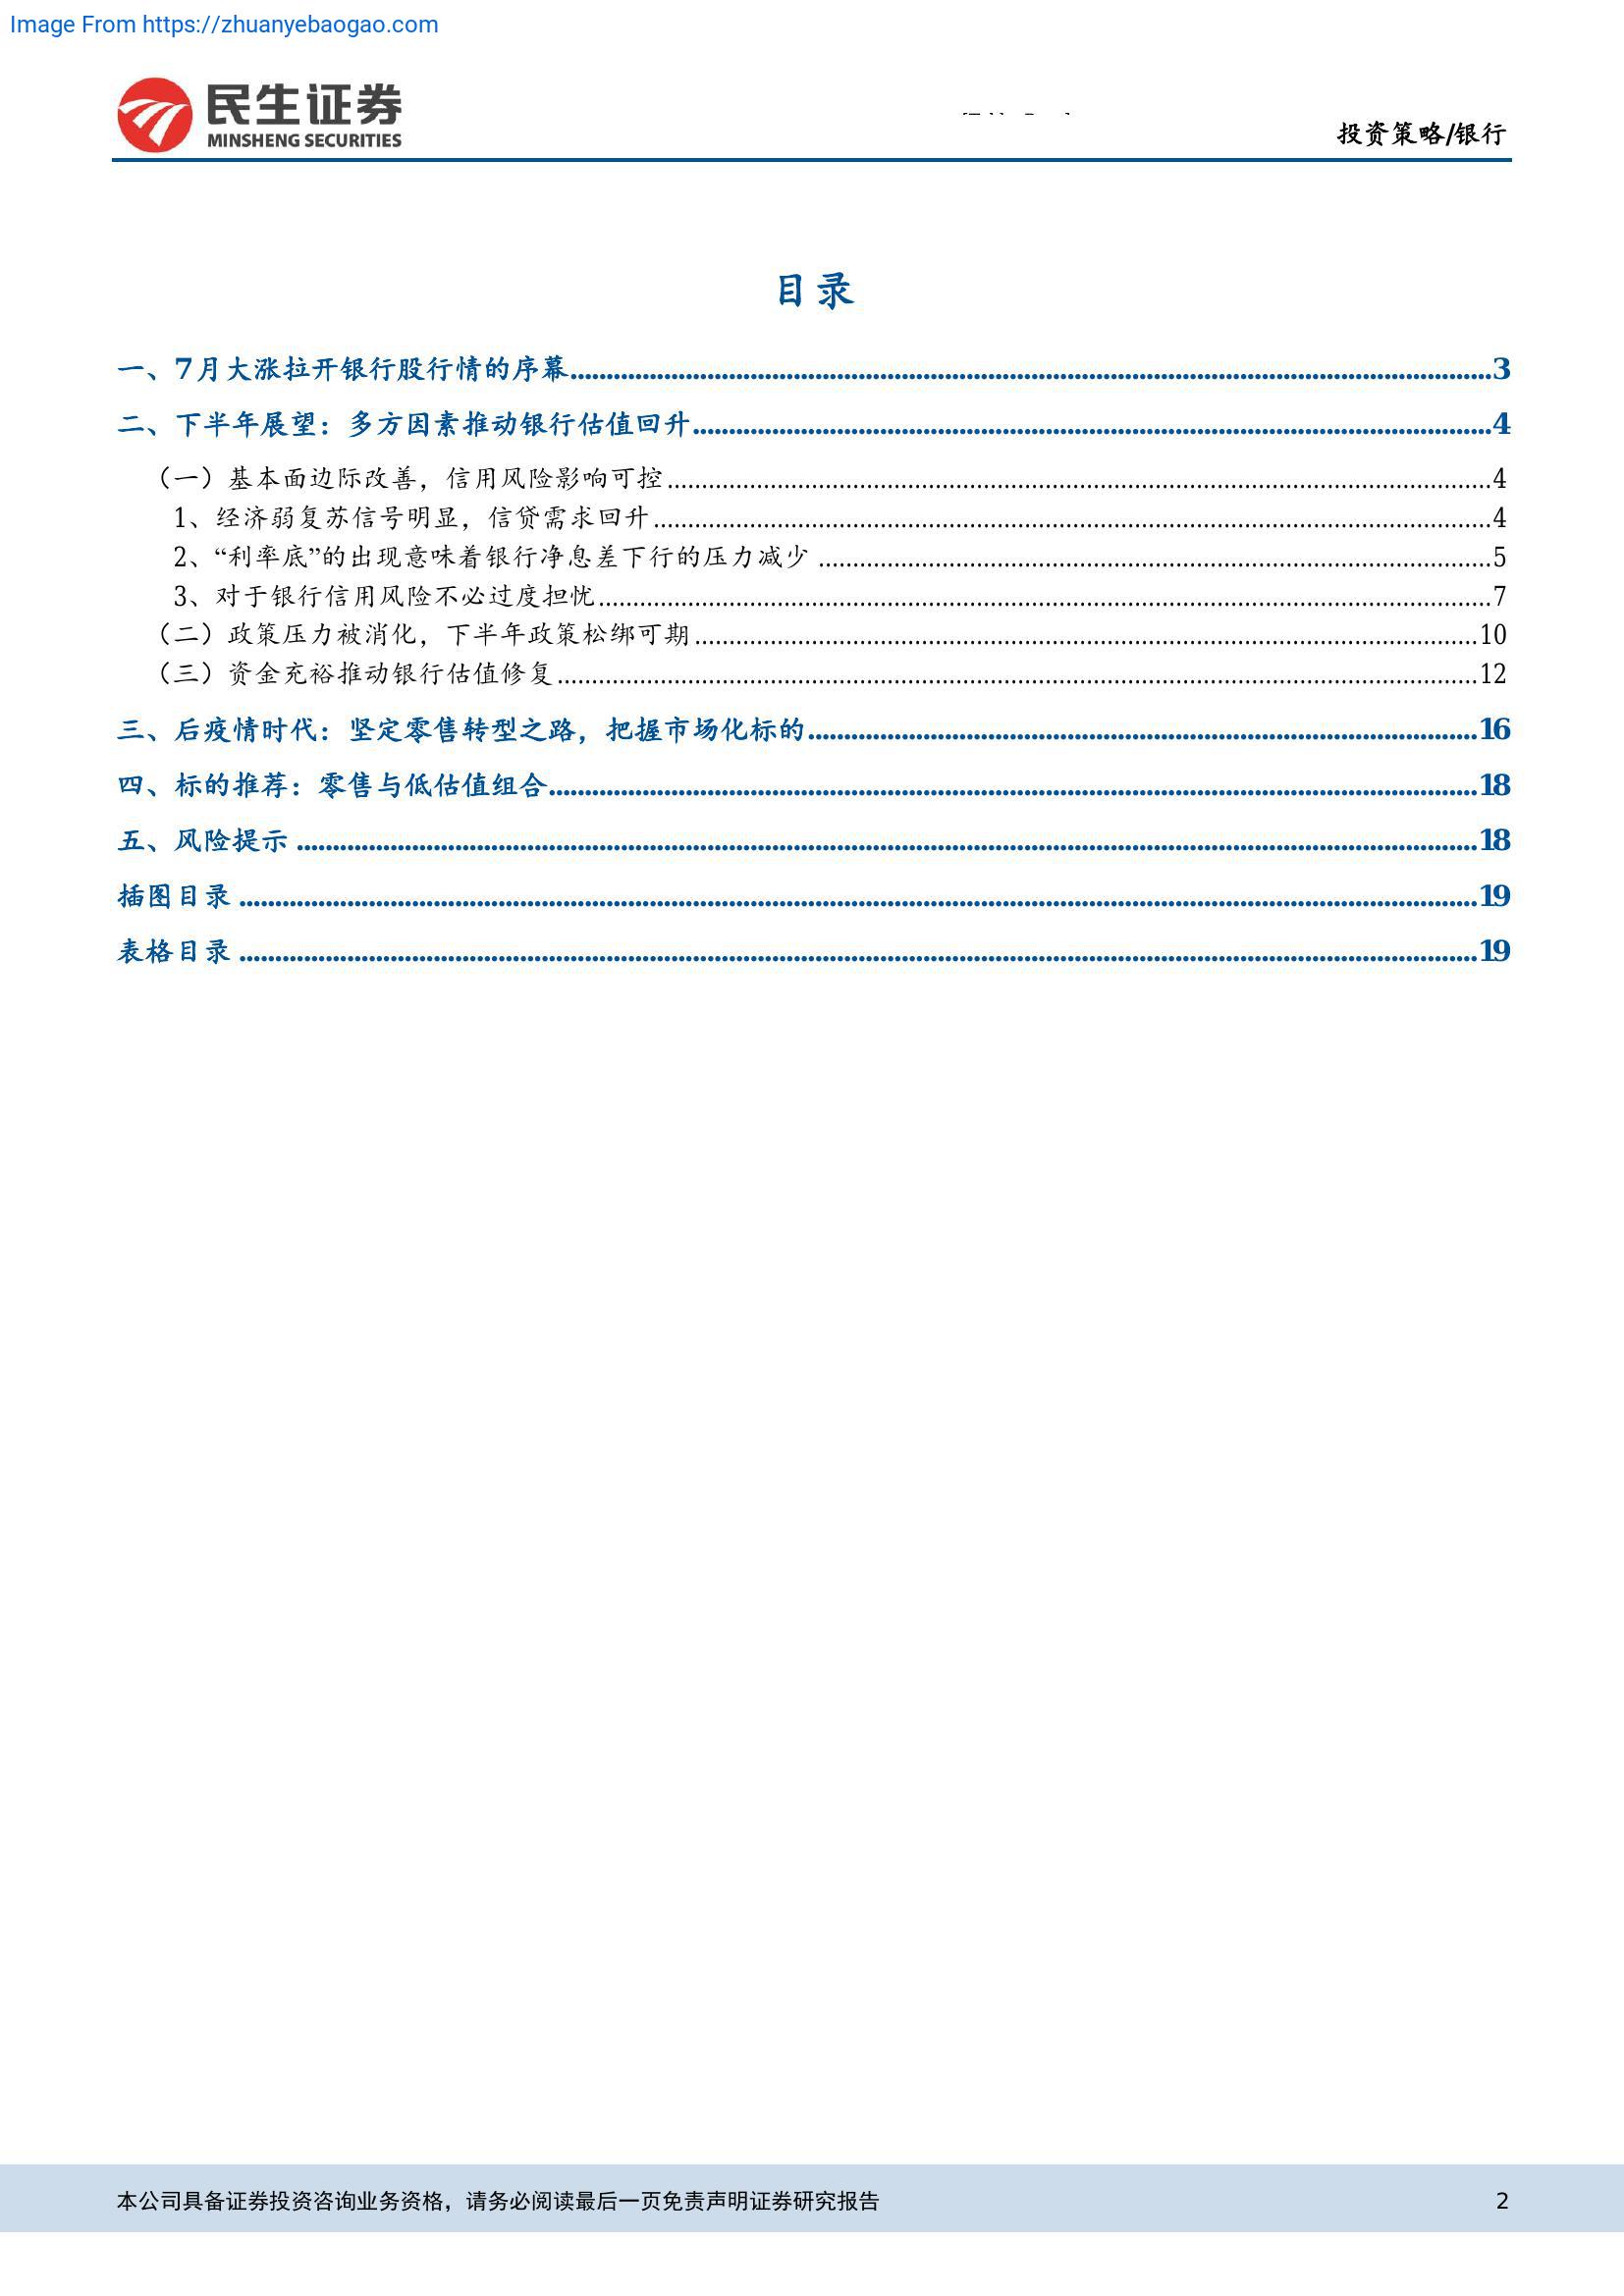 Image From https://zhuanyebaogao.com
民生证券
MINSHENG SECURITIES
投资策略/银行
目录
一、7月大涨拉开银行股行情的序幕........3
二、下半年展望：多方因素推动银行估值回升........4
（一）基本面边际改善，信用风险影响可控........4
1、经济弱复苏信号明显，信贷需求回升........4
2、“利率底”的出现意味着银行净息差下行的压力减少........5
3、对于银行信用风险不必过度担忧........7
（二）政策压力被消化，下半年政策松绑可期........10
（三）资金充裕推动银行估值修复........12
三、后疫情时代：坚定零售转型之路，把握市场化标的........16
四、标的推荐：零售与低估值组合........18
五、风险提示........18
插图目录........19
表格目录........19
本公司具备证券投资咨询业务资格，请务必阅读最后一页免责声明证券研究报告 2